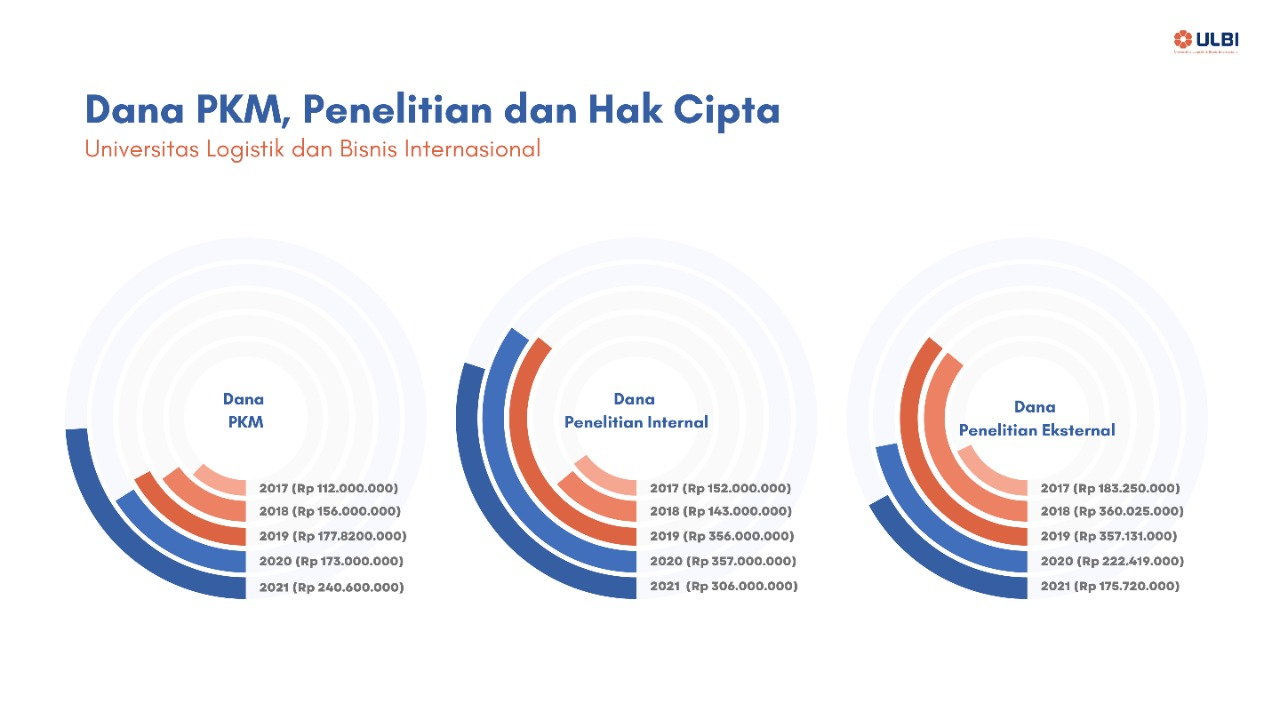 ULBI
Dana PKM, Penelitian dan Hak Cipta
Universitas Logistik dan Bisnis Internasional
Dana
PKM
2017 (Rp 112.000.000)
2018 (Rp 156.000.000)
2019 (Rp 177.8200.000)
2020 (Rp 173.000.000)
2021 (Rp 240.600.000)
Dana
Penelitian Internal
2017 (Rp 152.000.000)
2018 (Rp 143.000.000)
2019 (Rp 356.000.000)
2020 (Rp 357.000.000)
2021 (Rp 306.000.000)
Dana
Penelitian Eksternal
2017 (Rp 183.250.000)
2018 (Rp 360.025.000)
2019 (Rp 357.131.000)
2020 (Rp 222.419.000)
2021 (Rp 175.720.000)